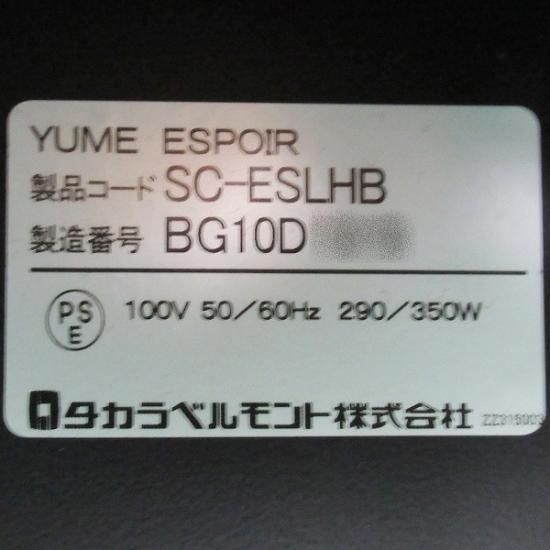 YUME ESPOIR
製品コード SC-ESLHB
製造番号 BG10D
PS
E
100V 50/60Hz 290/350W
タカラベルモント株式会社